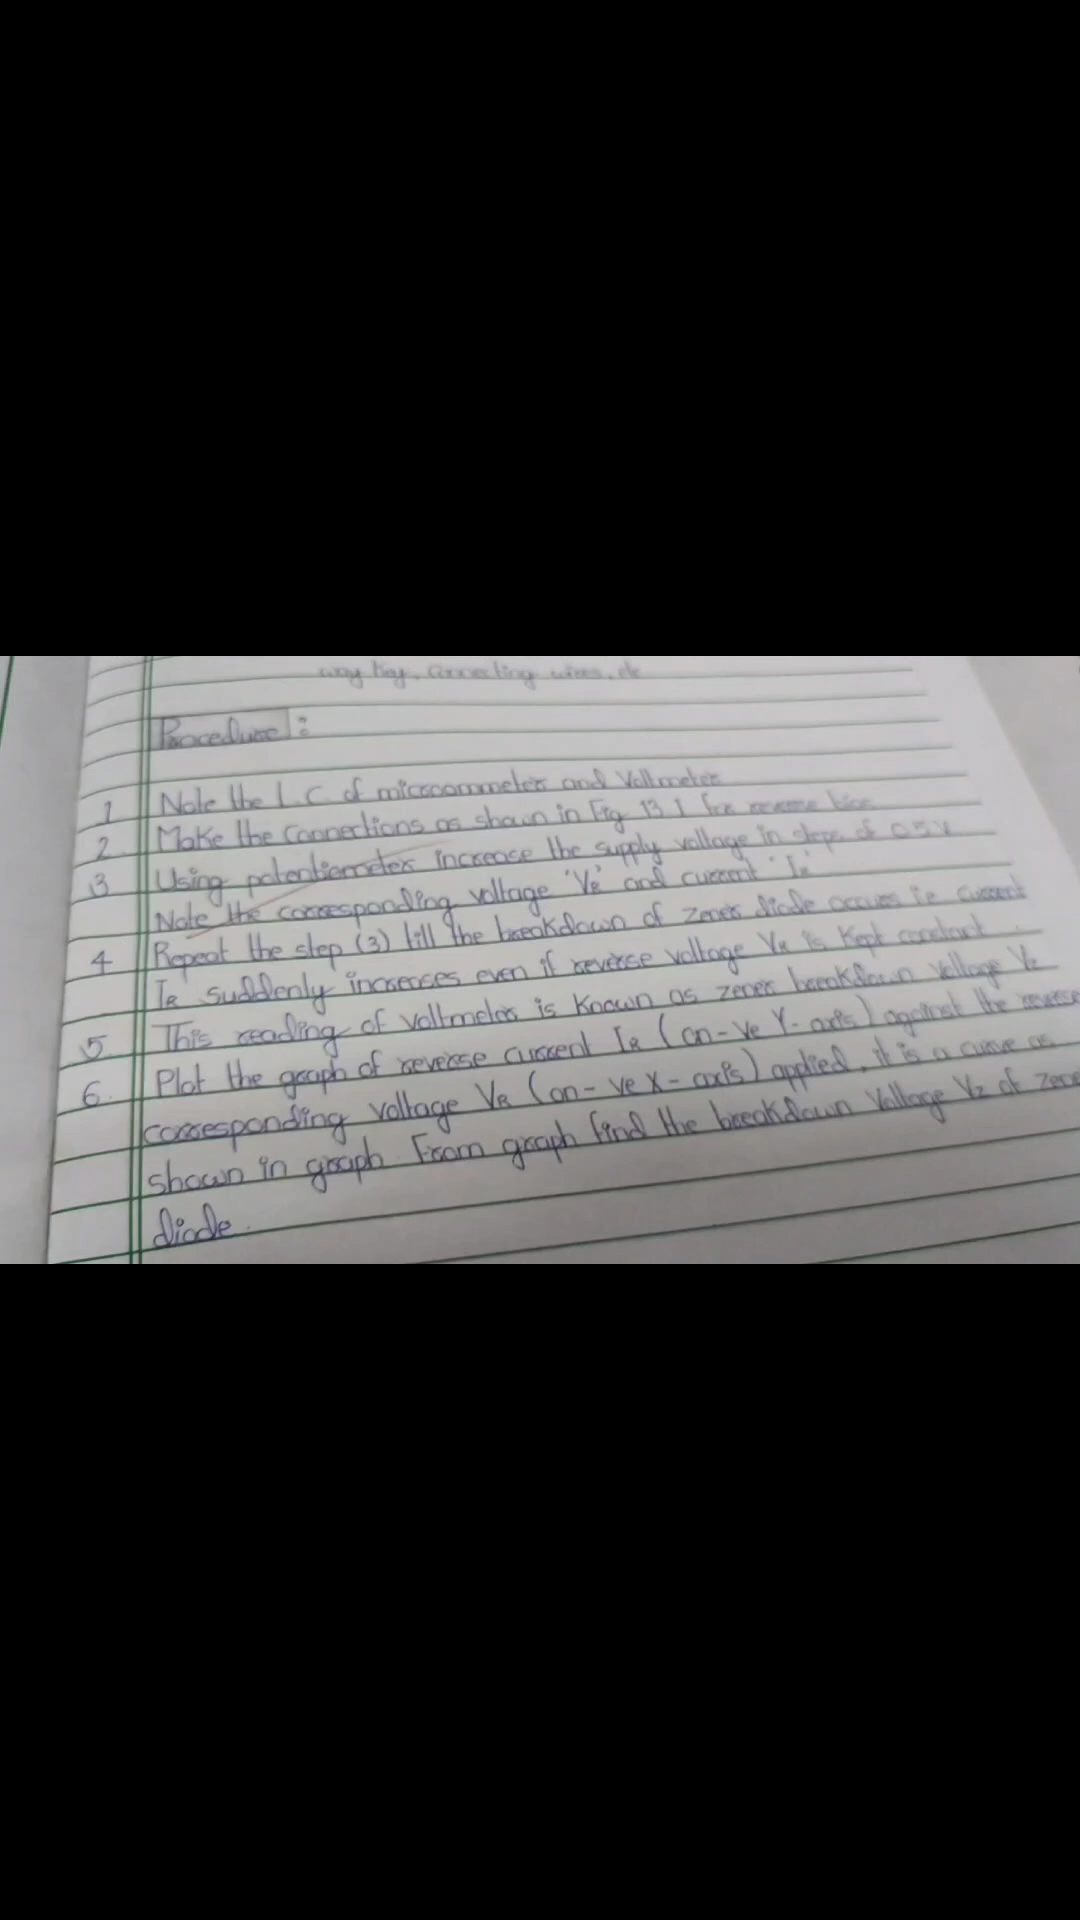 way key, connecting wires, etc
Procedure :
1 Note the L.C. of microammeter and Voltmeter
2. Make the Connections as shown in Fig 13.1 for reverse bias
3 Using potentiometer increase the supply voltage in steps of 0.5 V
Note the corresponding voltage 'VR' and current 'IR'
4 Repeat the step (3) till the breakdown of zener diode occurs ie current
IR suddenly increases even if reverse voltage VR is Kept constant.
5. This reading of voltmeter is known as zener breakdown voltage Vz
6. Plot the graph of reverse current IR (on -ve Y-axis) against the reverse
corresponding voltage VR (on -ve X-axis) applied, it is a curve as
shown in graph. From graph find the breakdown Voltage Vz of zene
diode.